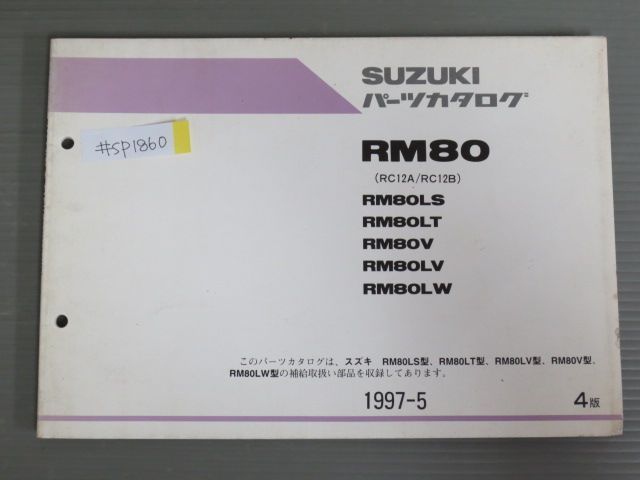 SUZUKI
パーツカタログ
#SP1860
RM80
(RC12A/RC12B)
RM80LS
RM80LT
RM80V
RM80LV
RM80LW
このパーツカタログは、スズキ RM80LS型、RM80LT型、RM80LV型、RM80V型、
RM80LW型の補給取扱い部品を収録してあります。
1997-5
4版